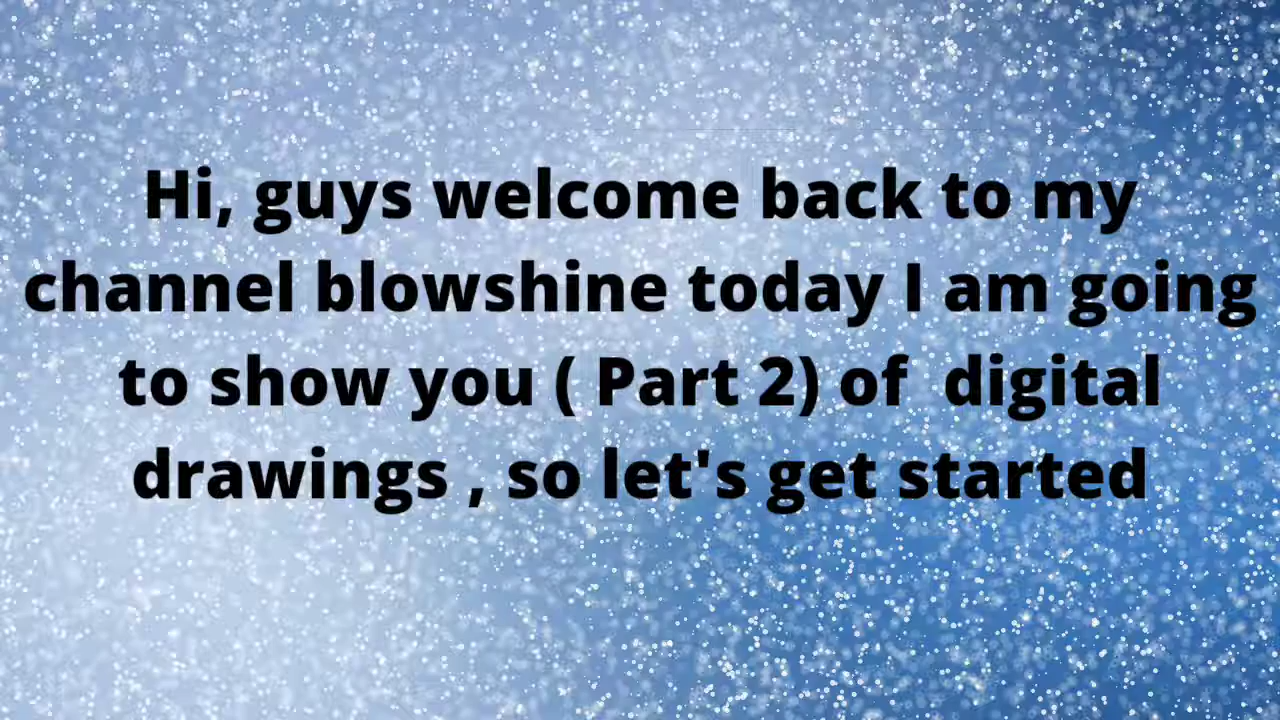 Hi, guys welcome back to my
channel blowshine today I am going
to show you ( Part 2) of  digital
drawings , so let's get started